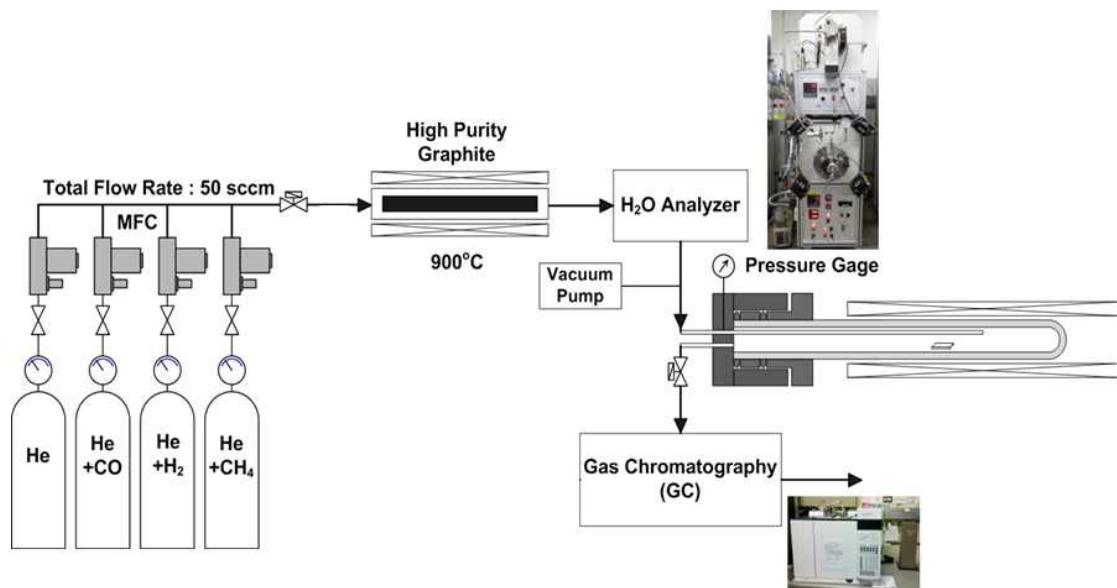 High Purity
Graphite
Total Flow Rate : 50 sccm
MFC
900°C
H₂O Analyzer
Vacuum
Pump
Pressure Gage
He
He
+CO
He
+H₂
He
+CH₄
Gas Chromatography
(GC)